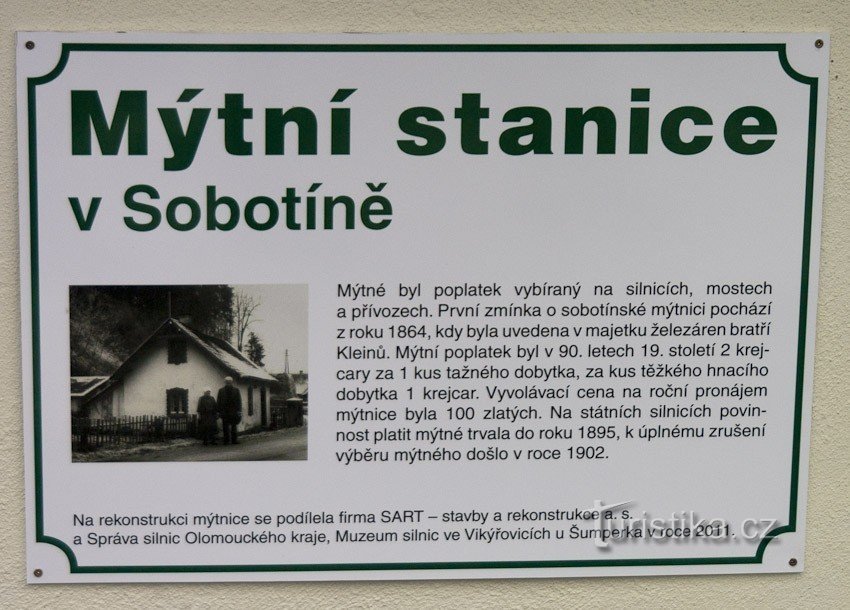 Mýtní stanice
v Sobotíně
Mýtné byl poplatek vybíraný na silnicích, mostech
a přívozech. První zmínka o sobotínské mýtnici pochází
z roku 1864, kdy byla uvedena v majetku železáren bratří
Kleinů. Mýtní poplatek byl v 90. letech 19. století 2 krej-
cary za 1 kus tažného dobytka, za kus těžkého hnacího
dobytka 1 krejcar. Vyvolávací cena na roční pronájem
mýtnice byla 100 zlatých. Na státních silnicích povin-
nost platit mýtné trvala do roku 1895, k úplnému zrušení
výběru mýtného došlo v roce 1902.
Na rekonstrukci mýtnice se podílela firma SART – stavby a rekonstrukce a. s.
a Správa silnic Olomouckého kraje, Muzeum silnic ve Vikýřovicích u Šumperka v roce 2011.
Turistika.cz